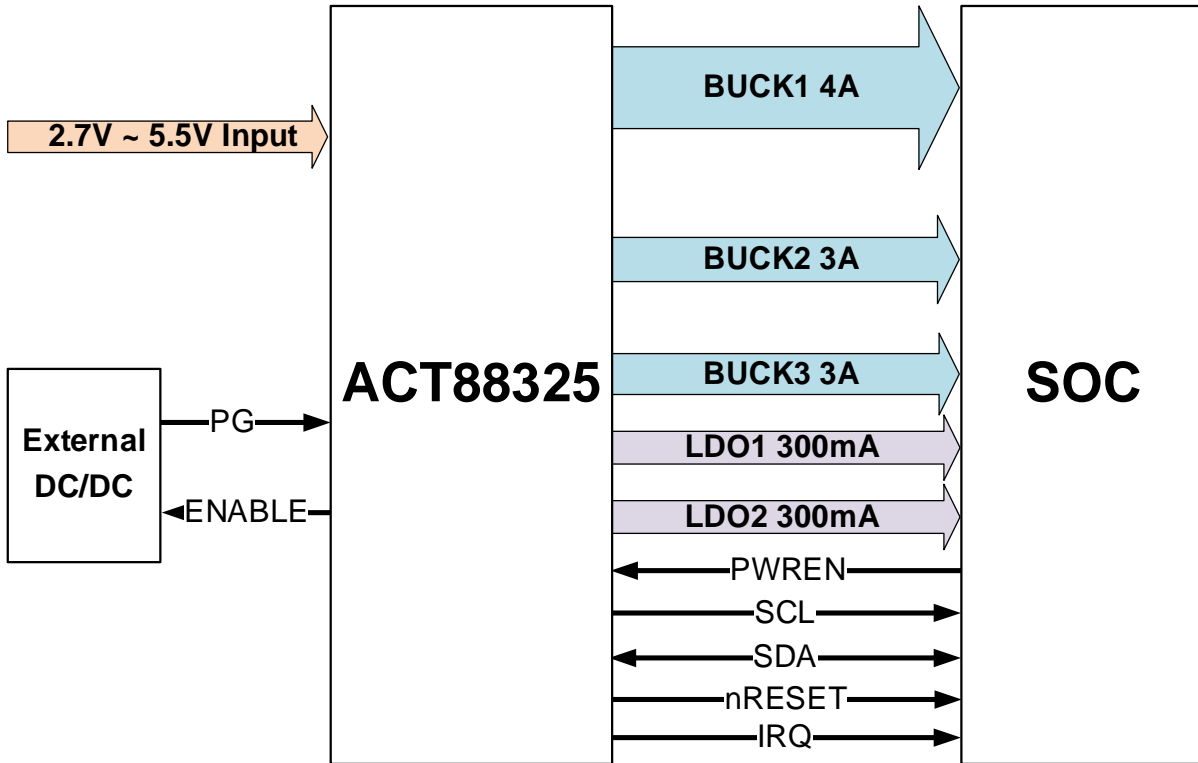 2.7V ~ 5.5V Input
External
DC/DC
PG
ENABLE
ACT88325
BUCK1 4A
BUCK2 3A
BUCK3 3A
LDO1 300mA
LDO2 300mA
PWREN
SCL
SDA
nRESET
IRQ
SOC